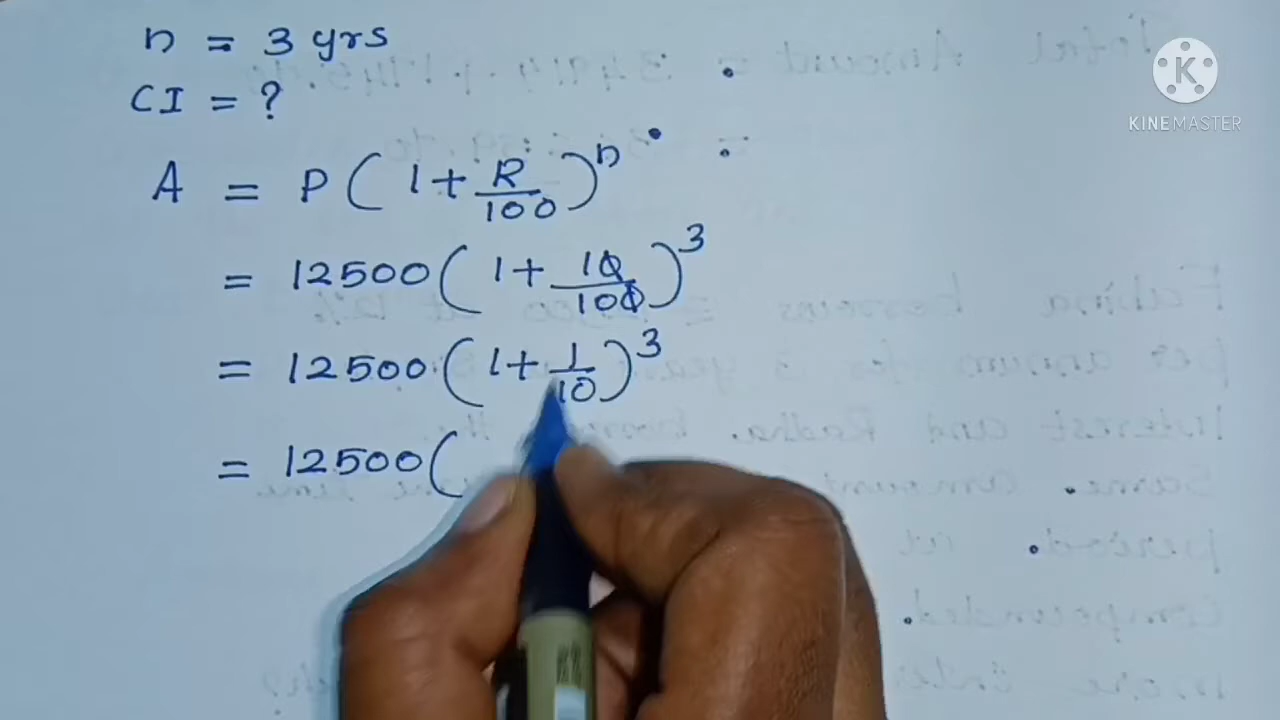 n = 3 yrs
CI = ?
A = P ( 1 + R/100 )^n
= 12500 ( 1 + 10/100 )^3
= 12500 ( 1 + 1/10 )^3
= 12500 (
K
KINEMASTER